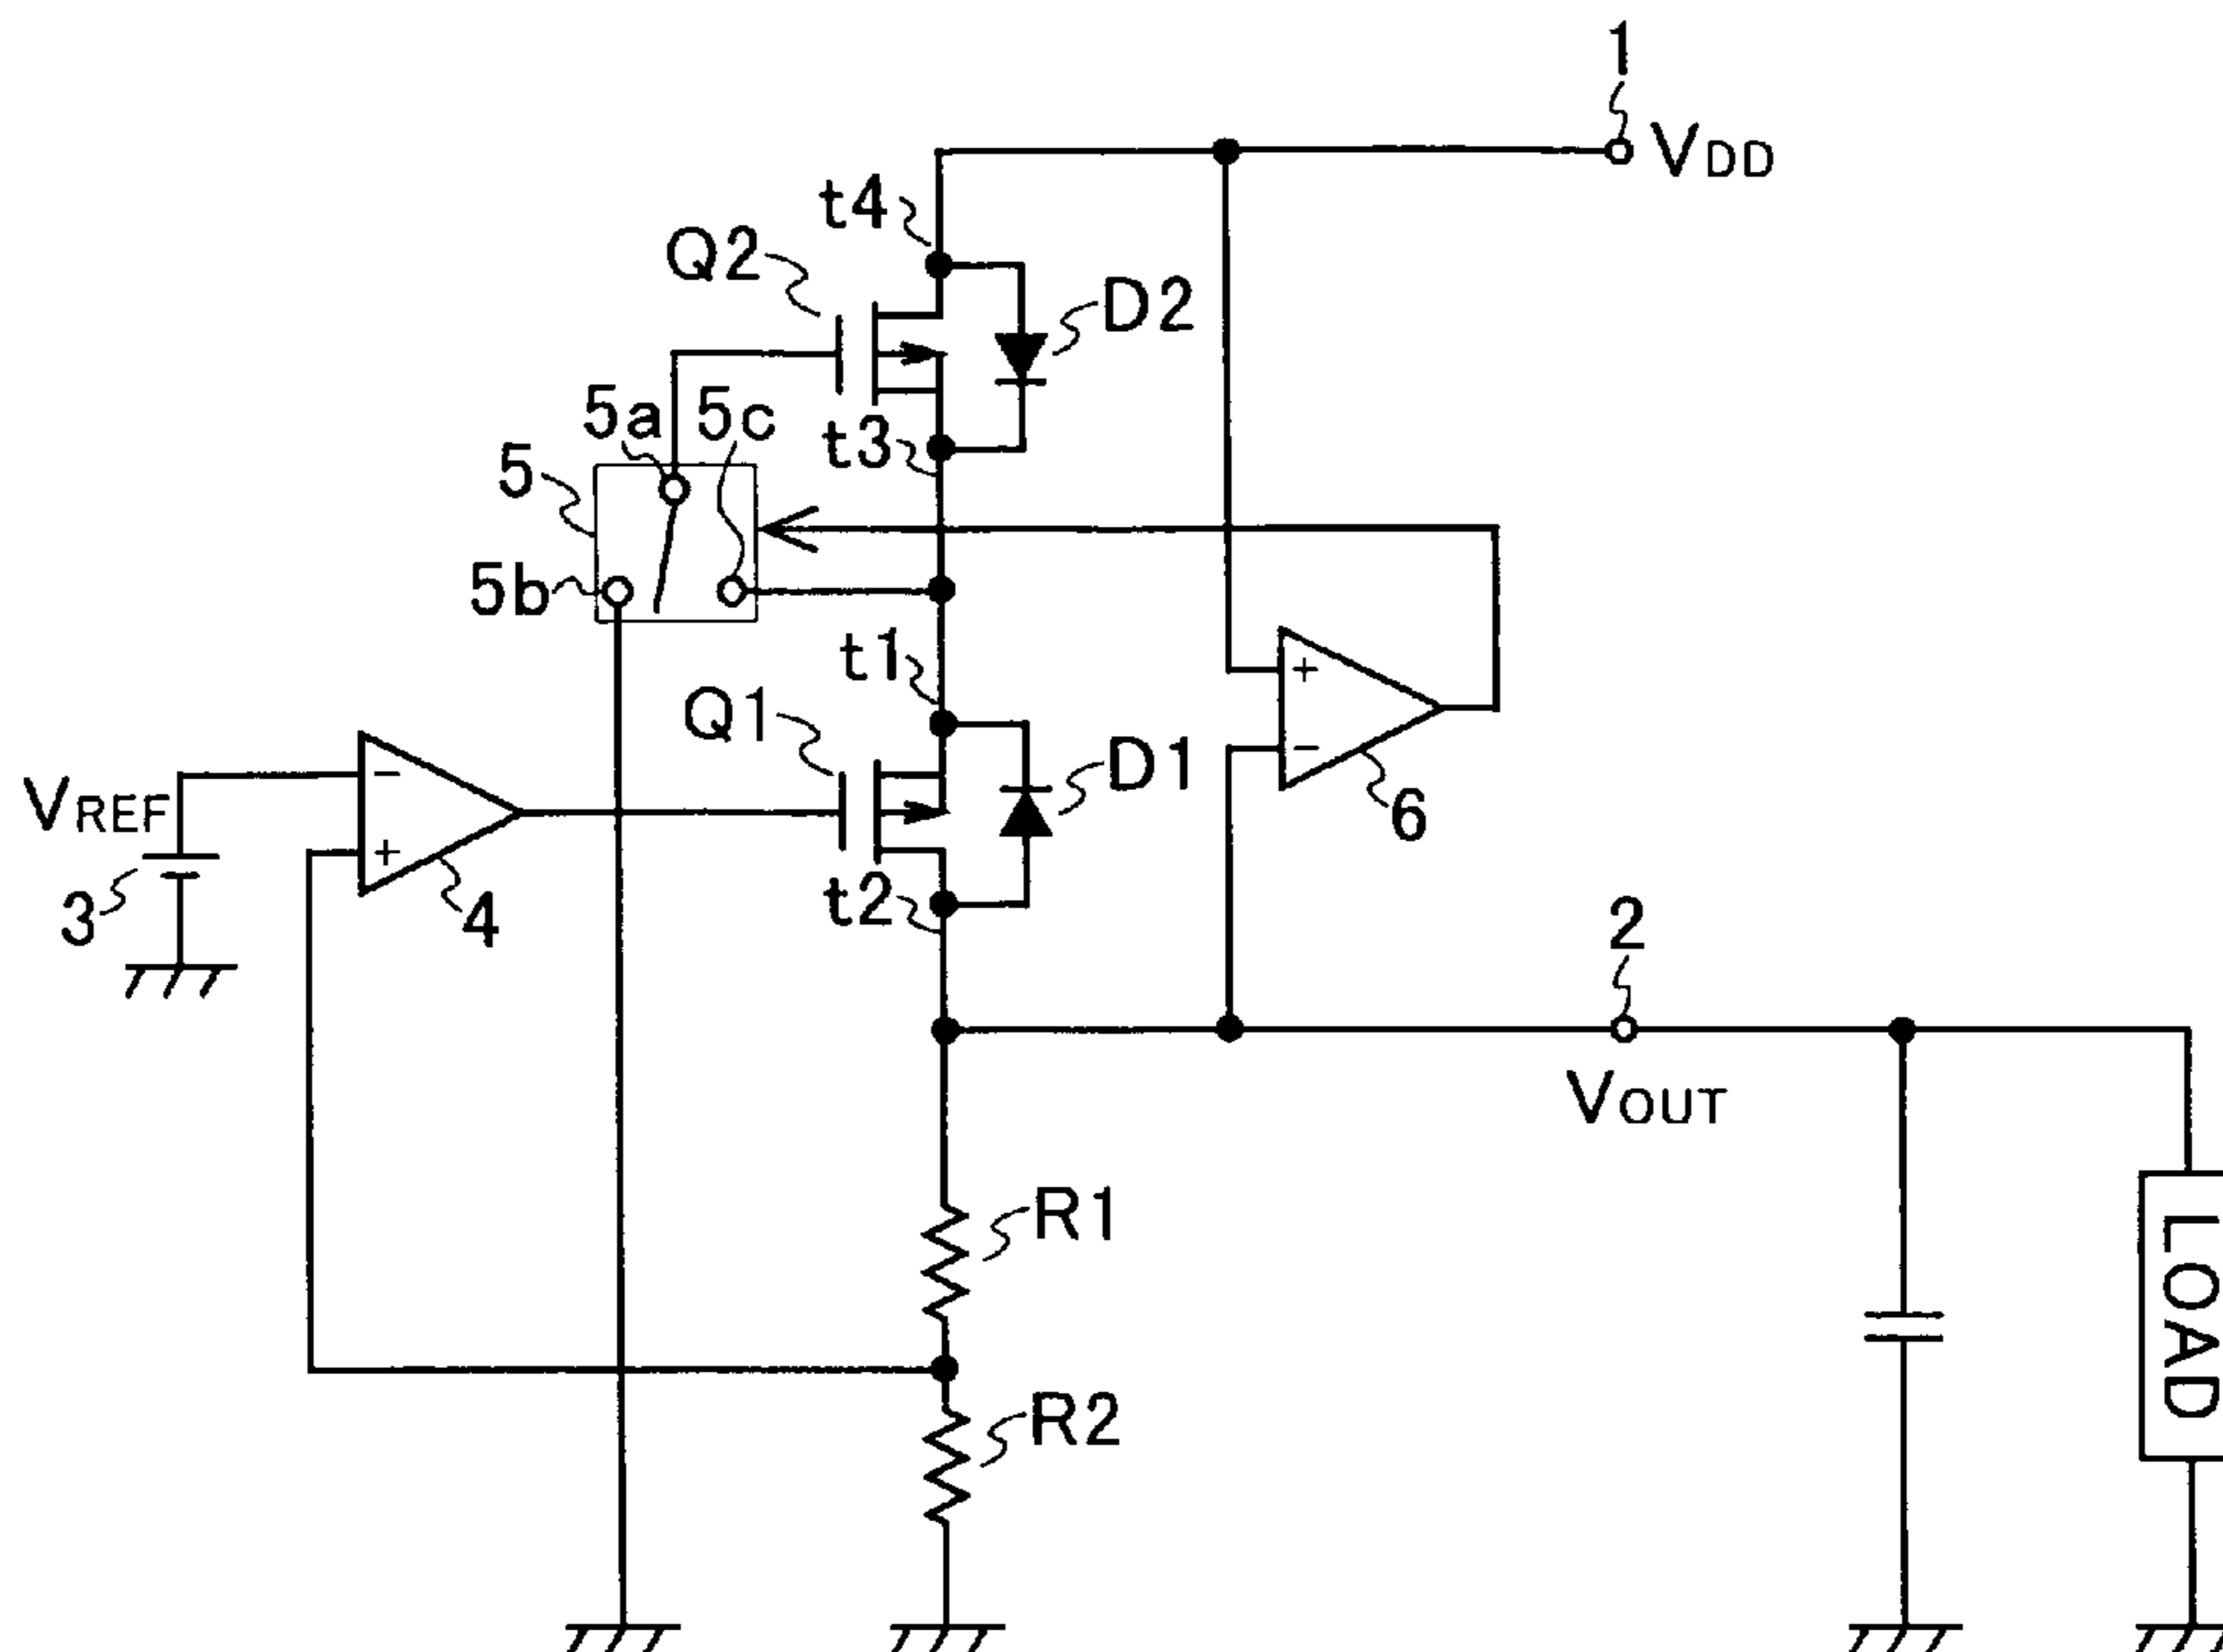 1
VDD
t4
Q2
D2
5a
5c
t3
5
5b
t1
Q1
D1
+
−
6
VREF
−
+
3
4
t2
2
VOUT
R1
LOAD
R2